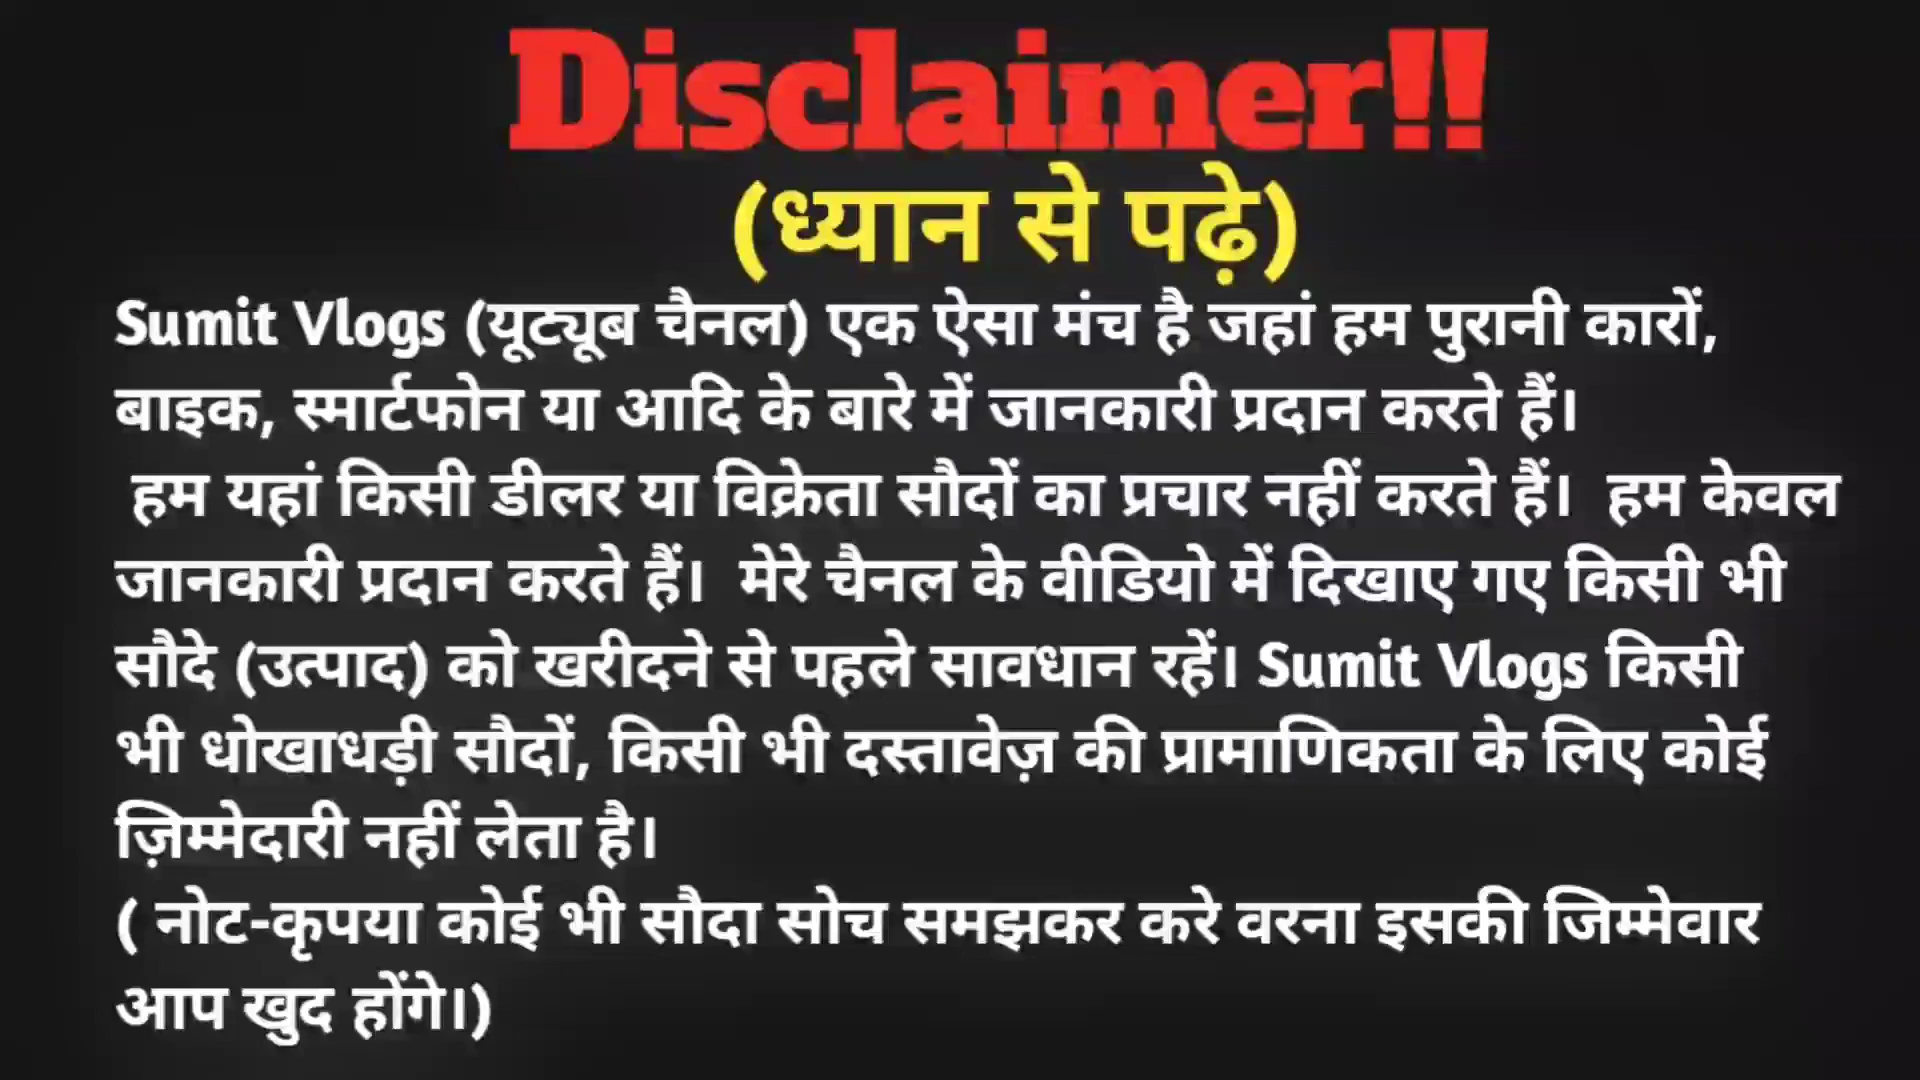 Disclaimer!!
(ध्यान से पढ़े)
Sumit Vlogs (यूट्यूब चैनल) एक ऐसा मंच है जहां हम पुरानी कारों,
बाइक, स्मार्टफोन या आदि के बारे में जानकारी प्रदान करते हैं।
हम यहां किसी डीलर या विक्रेता सौदों का प्रचार नहीं करते हैं। हम केवल
जानकारी प्रदान करते हैं। मेरे चैनल के वीडियो में दिखाए गए किसी भी
सौदे (उत्पाद) को खरीदने से पहले सावधान रहें। Sumit Vlogs किसी
भी धोखाधड़ी सौदों, किसी भी दस्तावेज़ की प्रामाणिकता के लिए कोई
ज़िम्मेदारी नहीं लेता है।
( नोट-कृपया कोई भी सौदा सोच समझकर करे वरना इसकी जिम्मेवार
आप खुद होंगे।)